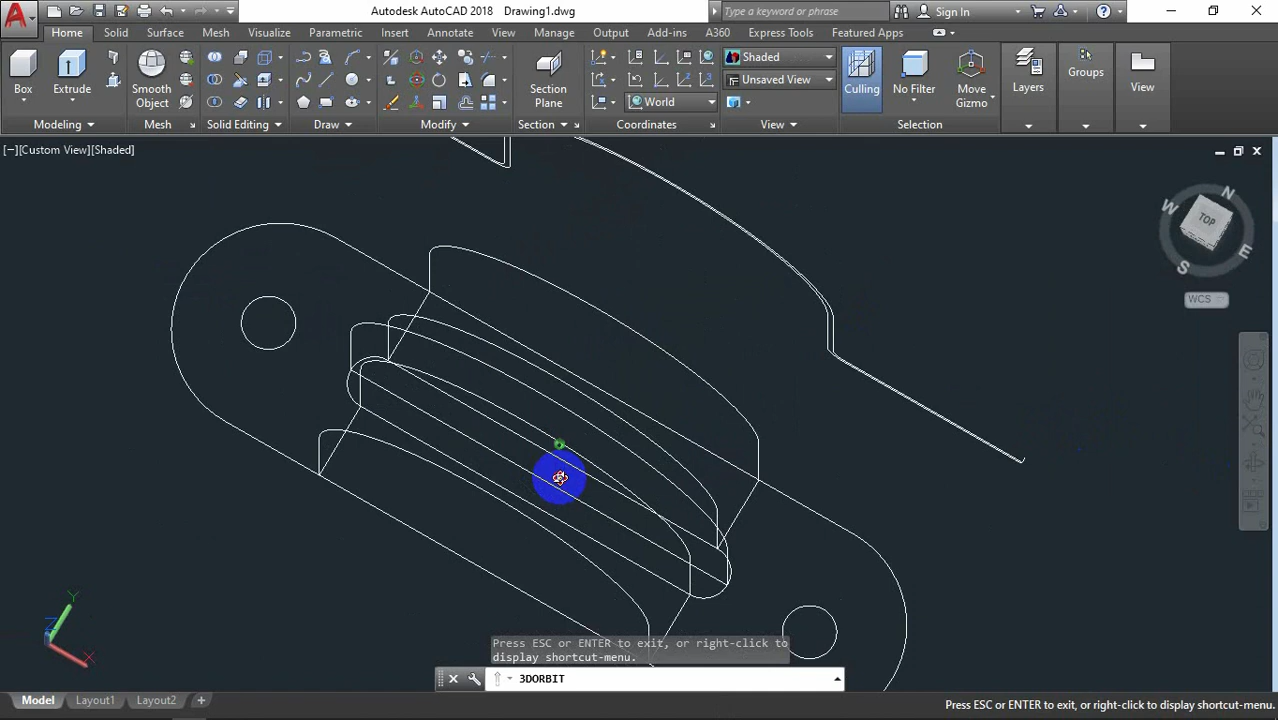 Autodesk AutoCAD 2018 Drawing1.dwg
Type a keyword or phrase
Sign In
Home Solid Surface Mesh Visualize Parametric Insert Annotate View Manage Output Add-ins A360 Express Tools Featured Apps
Box
Extrude
Smooth
Object
Section
Plane
Shaded
Unsaved View
World
Culling
No Filter
Move
Gizmo
Layers
Groups
View
Modeling
Mesh
Solid Editing
Draw
Modify
Section
Coordinates
View
Selection
[−][Custom View][Shaded]
N
W
TOP
E
S
WCS
Y
Z
X
Press ESC or ENTER to exit, or right-click to
display shortcut-menu.
3DORBIT
Model Layout1 Layout2 +
Press ESC or ENTER to exit, or right-click to display shortcut-menu.